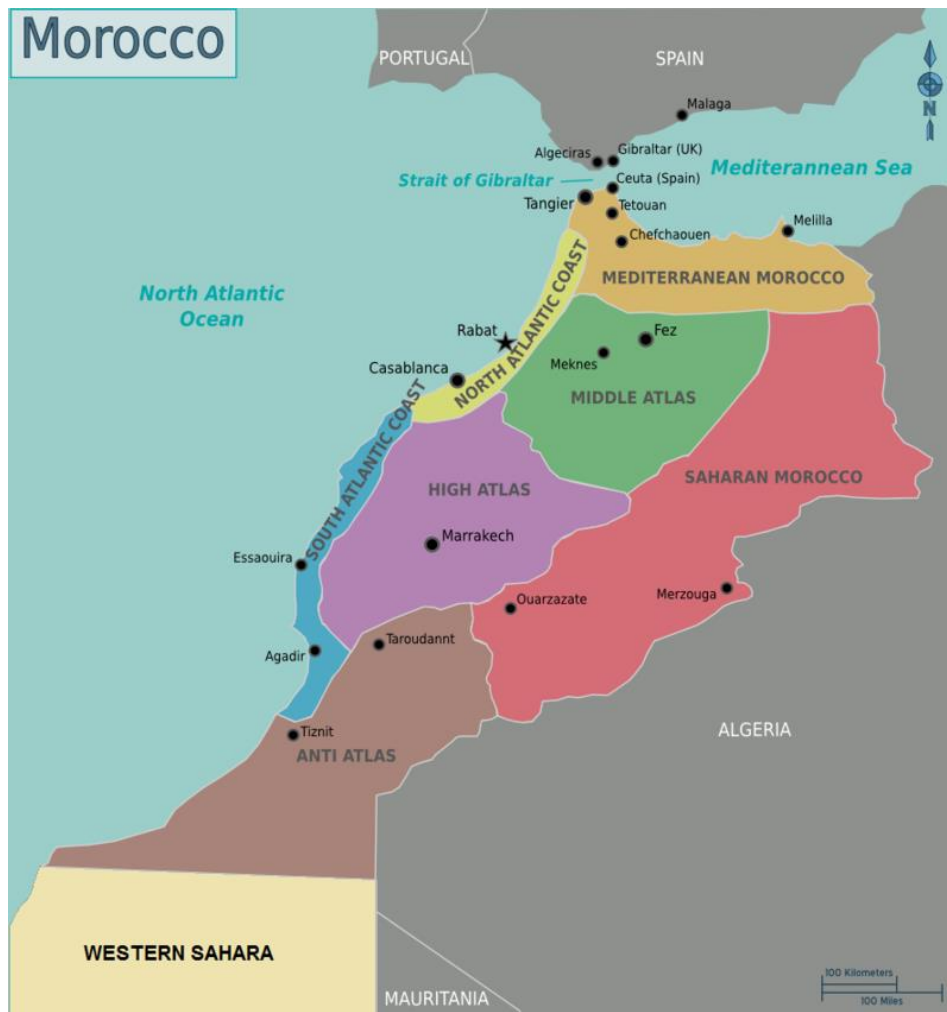 Morocco
PORTUGAL
SPAIN
N
Malaga
Algeciras
Gibraltar (UK)
Mediterannean Sea
Strait of Gibraltar
Ceuta (Spain)
Tangier
Tetouan
Melilla
Chefchaouen
MEDITERRANEAN MOROCCO
North Atlantic
Ocean
NORTH ATLANTIC COAST
Rabat
Fez
Meknes
Casablanca
MIDDLE ATLAS
SOUTH ATLANTIC COAST
SAHARAN MOROCCO
HIGH ATLAS
Marrakech
Essaouira
Ouarzazate
Merzouga
Taroudannt
Agadir
Tiznit
ANTI ATLAS
ALGERIA
WESTERN SAHARA
MAURITANIA
100 Kilometers
100 Miles